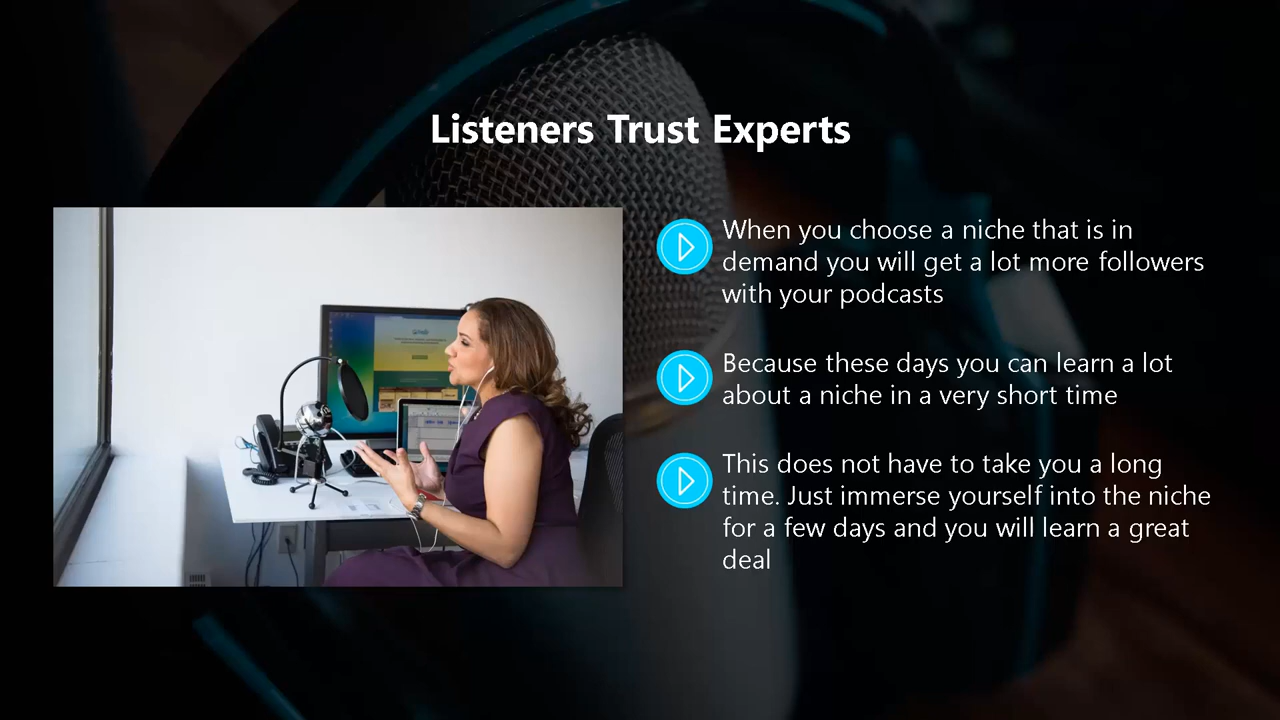 Listeners Trust Experts
When you choose a niche that is in
demand you will get a lot more followers
with your podcasts
Because these days you can learn a lot
about a niche in a very short time
This does not have to take you a long
time. Just immerse yourself into the niche
for a few days and you will learn a great
deal